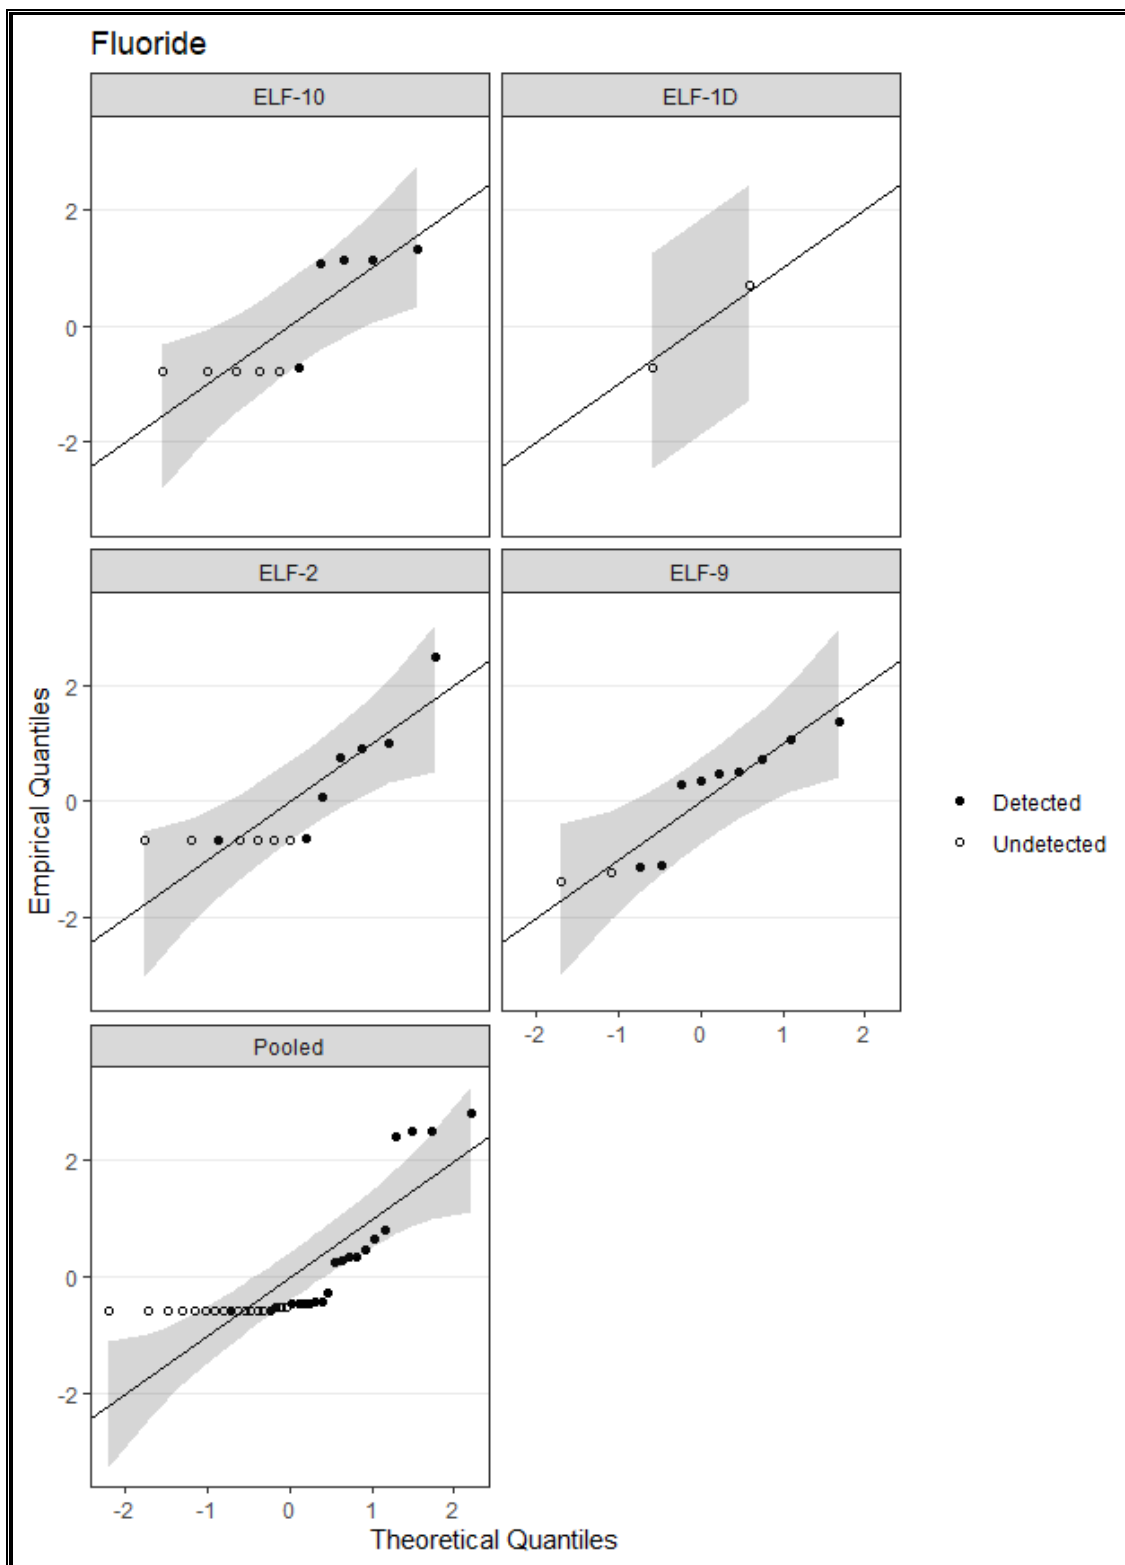 Fluoride
ELF-10
ELF-1D
2
0
-2
ELF-2
ELF-9
2
0
-2
-2 -1 0 1 2
Pooled
2
0
-2
-2 -1 0 1 2
Theoretical Quantiles
Empirical Quantiles
Detected
Undetected